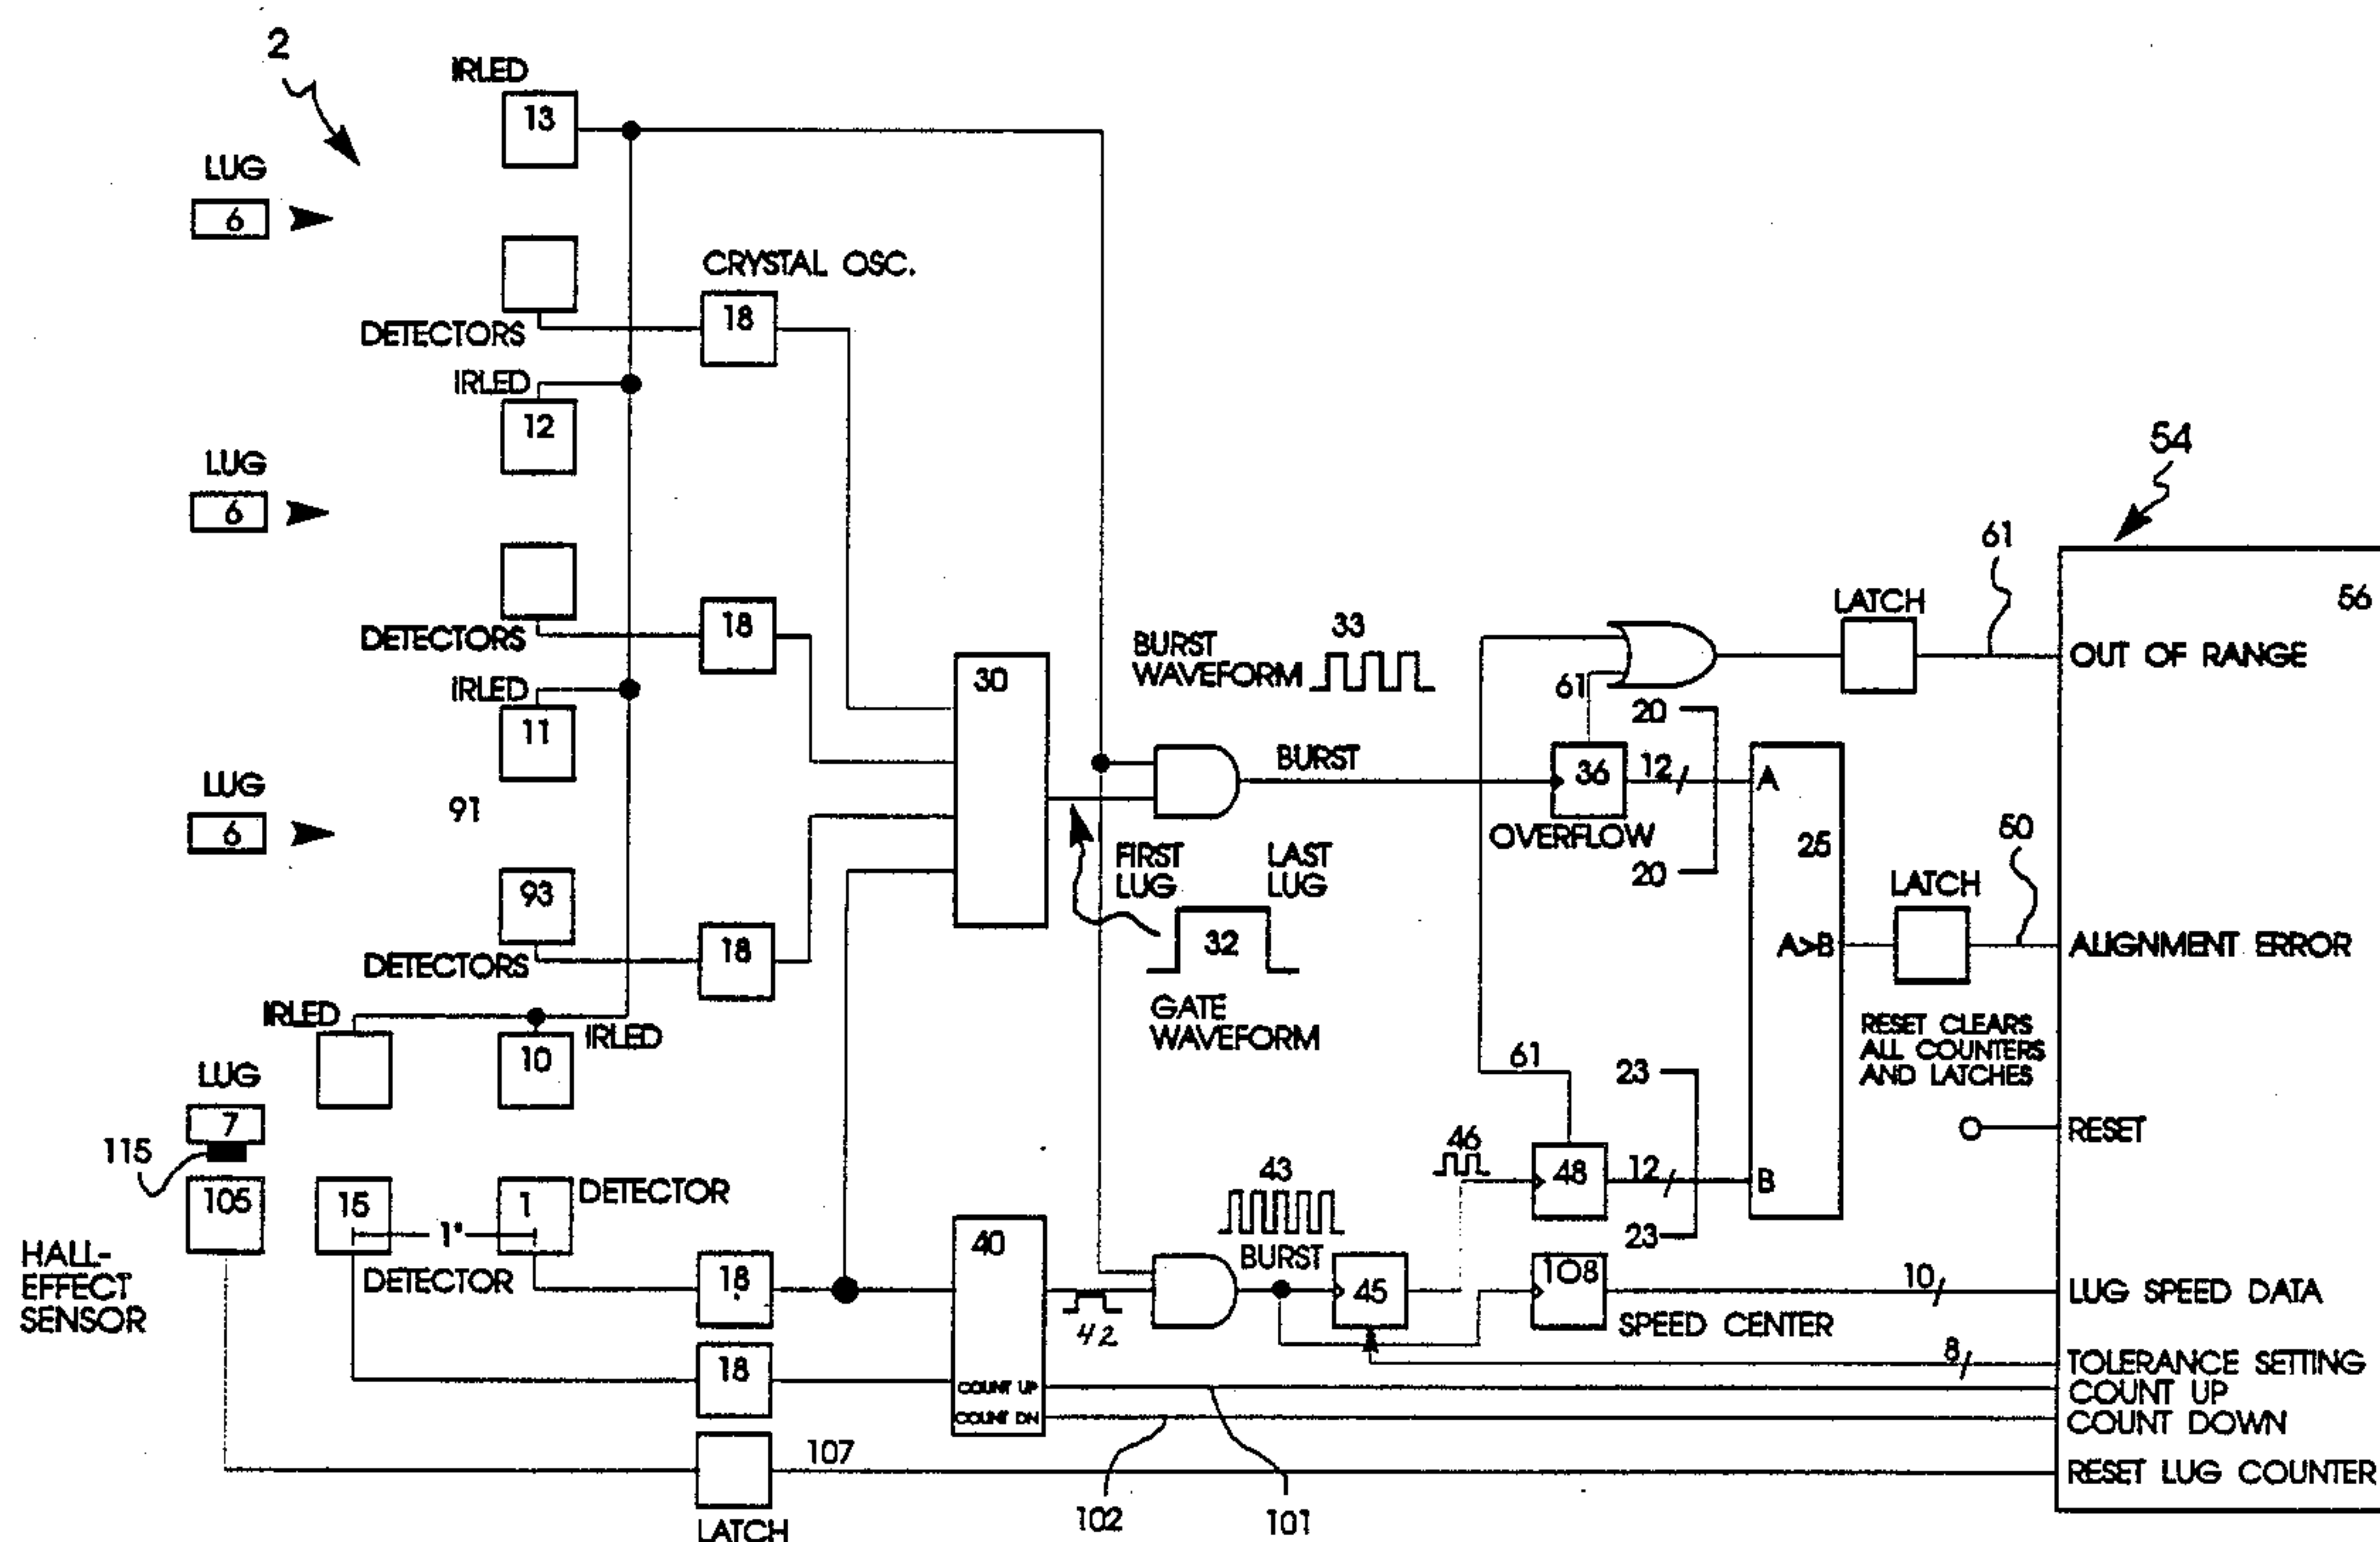 2
IRLED
13
LUG
6
CRYSTAL OSC.
18
DETECTORS
IRLED
12
LUG
6
54
DETECTORS
18
61
LATCH
56
BURST
WAVEFORM
33
OUT OF RANGE
IRLED
11
30
61
20
LUG
6
91
BURST
36
12
A
OVERFLOW
25
20
FIRST
LUG
LAST
LUG
50
93
LATCH
DETECTORS
18
32
A>B
ALIGNMENT ERROR
GATE
WAVEFORM
IRLED
10
IRLED
RESET CLEARS
ALL COUNTERS
AND LATCHES
61
23
LUG
7
115
RESET
46
105
15
1
DETECTOR
1"
43
48
12
B
23
HALL-
EFFECT
SENSOR
DETECTOR
18
40
BURST
42
45
108
SPEED CENTER
10
LUG SPEED DATA
18
8
TOLERANCE SETTING
COUNT UP
COUNT UP
COUNT DN
COUNT DOWN
107
RESET LUG COUNTER
LATCH
102
101